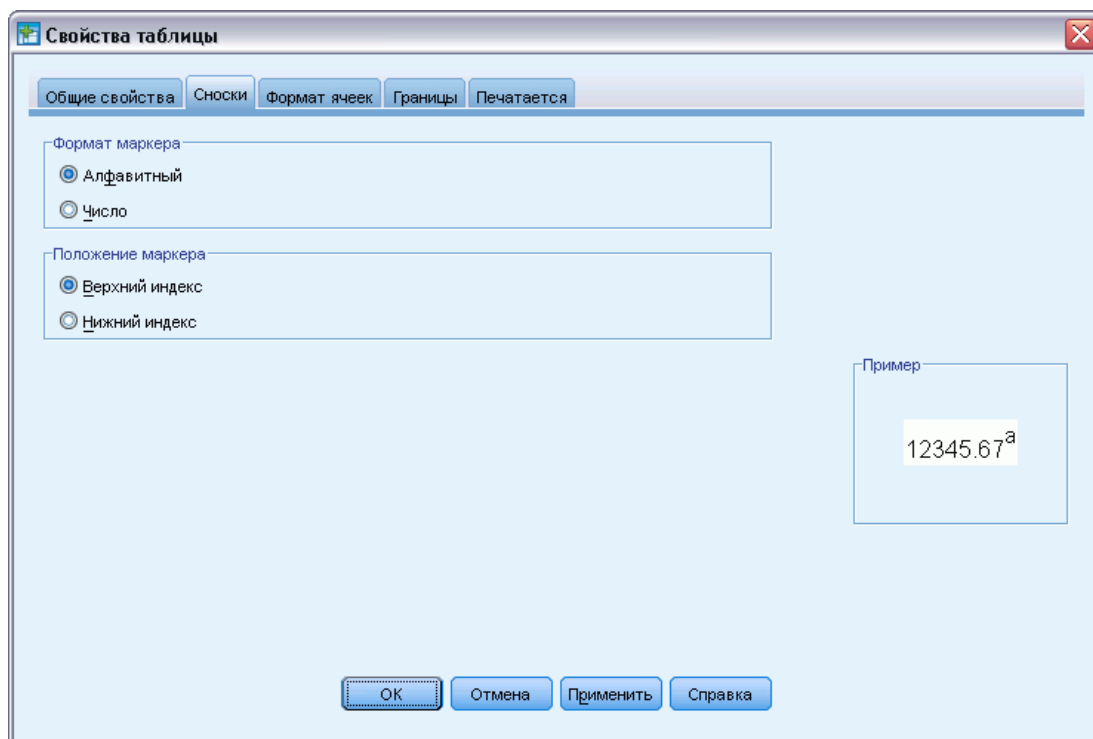 Свойства таблицы
Общие свойства Сноски Формат ячеек Границы Печатается
Формат маркера
Алфавитный
Число
Положение маркера
Верхний индекс
Нижний индекс
Пример
12345.67a
ОК Отмена Применить Справка